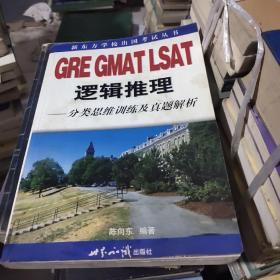 新东方学校出国考试丛书
GRE GMAT LSAT
逻辑推理
——分类思维训练及真题解析
陈向东 编著
世界知识出版社